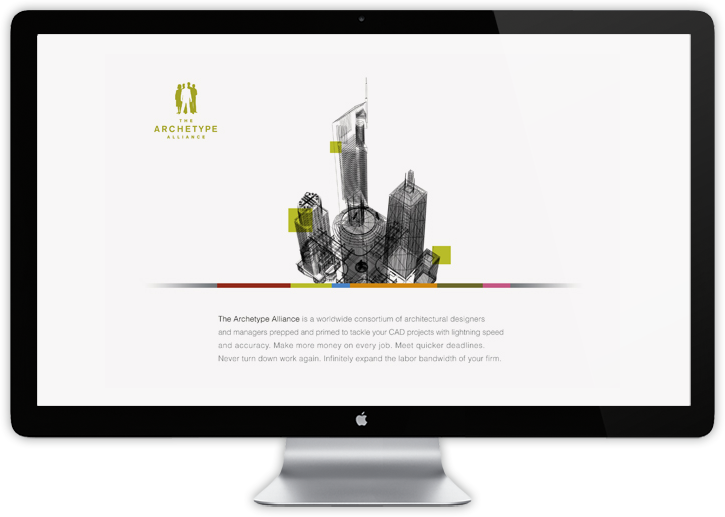 THE
ARCHETYPE
ALLIANCE
The Archetype Alliance is a worldwide consortium of architectural designers
and managers prepped and primed to tackle your CAD projects with lightning speed
and accuracy. Make more money on every job. Meet quicker deadlines.
Never turn down work again. Infinitely expand the labor bandwidth of your firm.